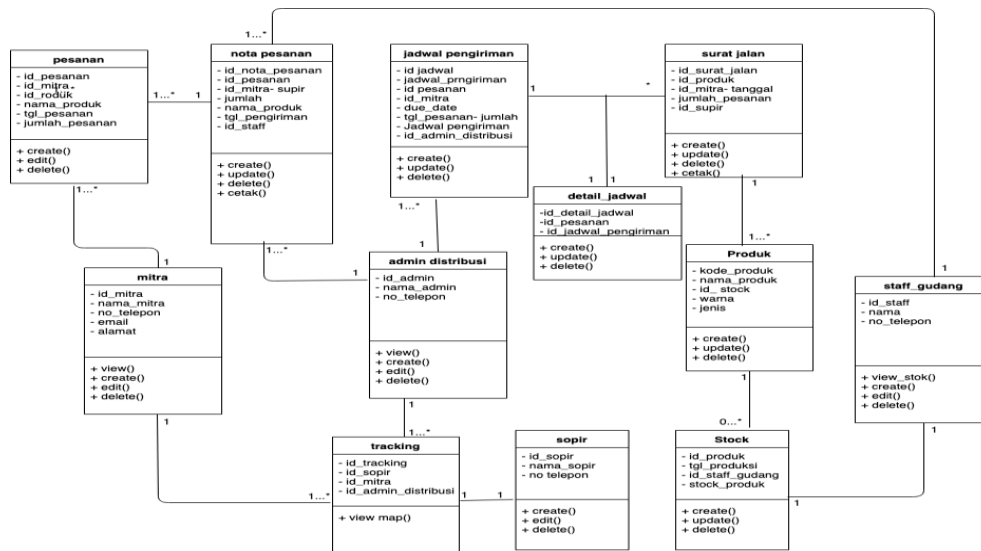 1...*
1
pesanan
- id_pesanan
- id_mitra
- id_roduk
- nama_produk
- tgl_pesanan
- jumlah_pesanan
+ create()
+ edit()
+ delete()
1...*
1
nota pesanan
- id_nota_pesanan
- id_pesanan
- id_mitra- supir
- jumlah
- nama_produk
- tgl_pengiriman
- id_staff
+ create()
+ update()
+ delete()
+ cetak()
jadwal pengiriman
- id jadwal
- jadwal_prngiriman
- id pesanan
- id_mitra
- due_date
- tgl_pesanan- jumlah
- Jadwal pengiriman
- id_admin_distribusi
+ create()
+ update()
+ delete()
1
*
surat jalan
- id_surat_jalan
- id_produk
- id_mitra- tanggal
- jumlah_pesanan
- id_supir
+ create()
+ update()
+ delete()
+ cetak()
1...*
1...*
1
1
1
detail_jadwal
-id_detail_jadwal
-id_pesanan
- id_jadwal_pengiriman
+ create()
+ update()
+ delete()
1...*
1
1...*
1
1
mitra
- id_mitra
- nama_mitra
- no_telepon
- email
- alamat
+ view()
+ create()
+ edit()
+ delete()
admin distribusi
- id_admin
- nama_admin
- no_telepon
+ view()
+ create()
+ edit()
+ delete()
Produk
- kode_produk
- nama_produk
- id_ stock
- warna
- jenis
+ create()
+ update()
+ delete()
1
staff_gudang
- id_staff
- nama
- no_telepon
+ view_stok()
+ create()
+ edit()
+ delete()
1
1
1
1
1...*
0...*
tracking
- id_tracking
- id_sopir
- id_mitra
- id_admin_distribusi
+ view map()
1...*
1
1
sopir
- id_sopir
- nama_sopir
- no telepon
+ create()
+ edit()
+ delete()
Stock
- id_produk
- tgl_produksi
- id_staff_gudang
- stock_produk
+ create()
+ update()
+ delete()
1